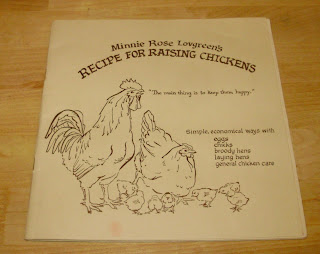 Minnie Rose Lovgreen's
RECIPE FOR RAISING CHICKENS
"The main thing is to keep them happy."
Simple, economical ways with
eggs
chicks
broody hens
laying hens
general chicken care